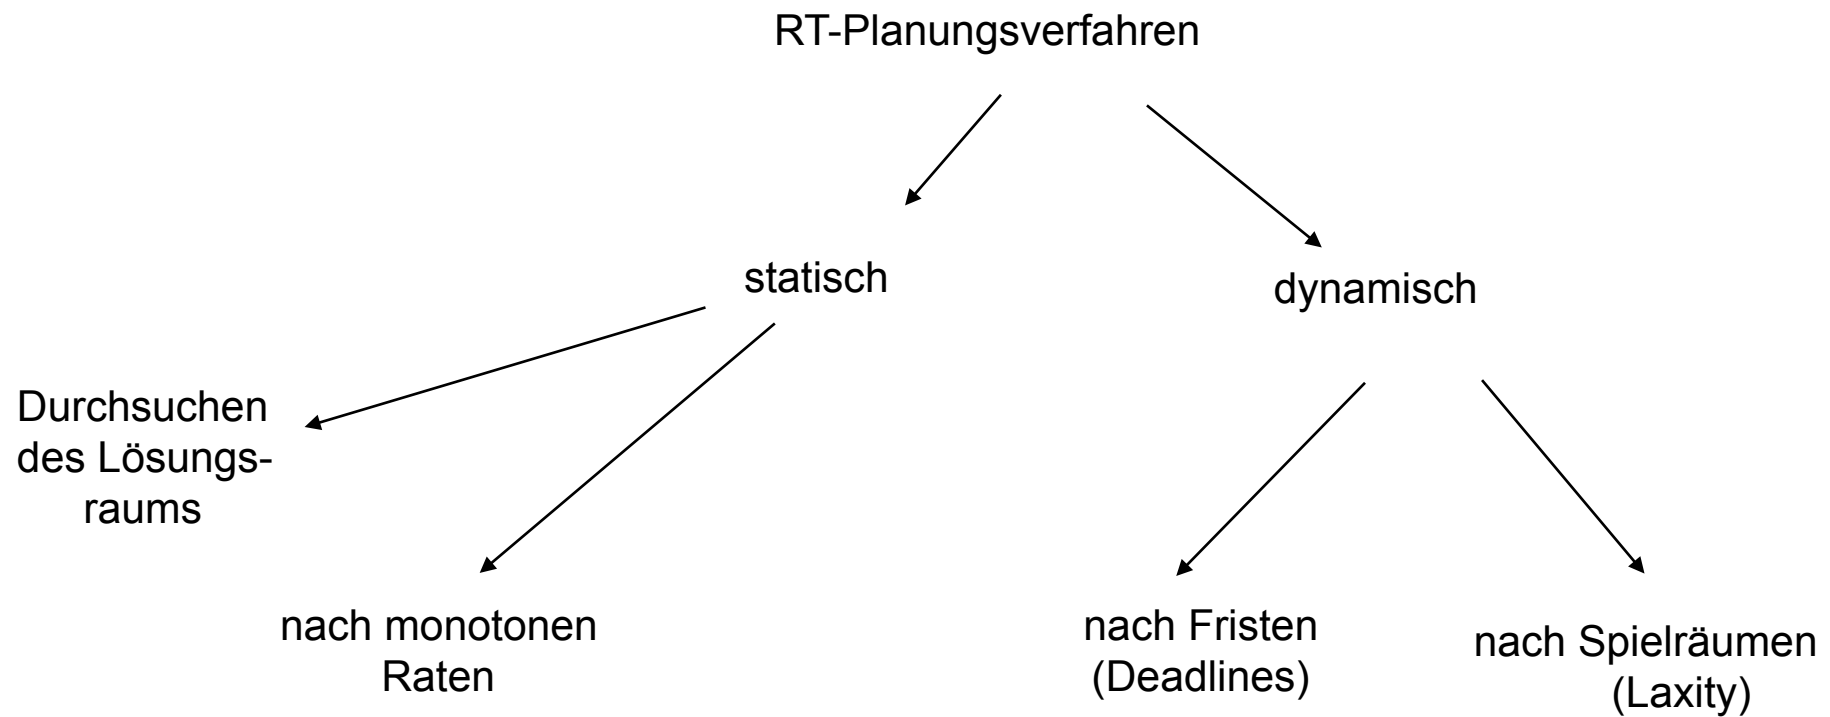 RT-Planungsverfahren
statisch
dynamisch
Durchsuchen
des Lösungs-
raums
nach monotonen
Raten
nach Fristen
(Deadlines)
nach Spielräumen
(Laxity)